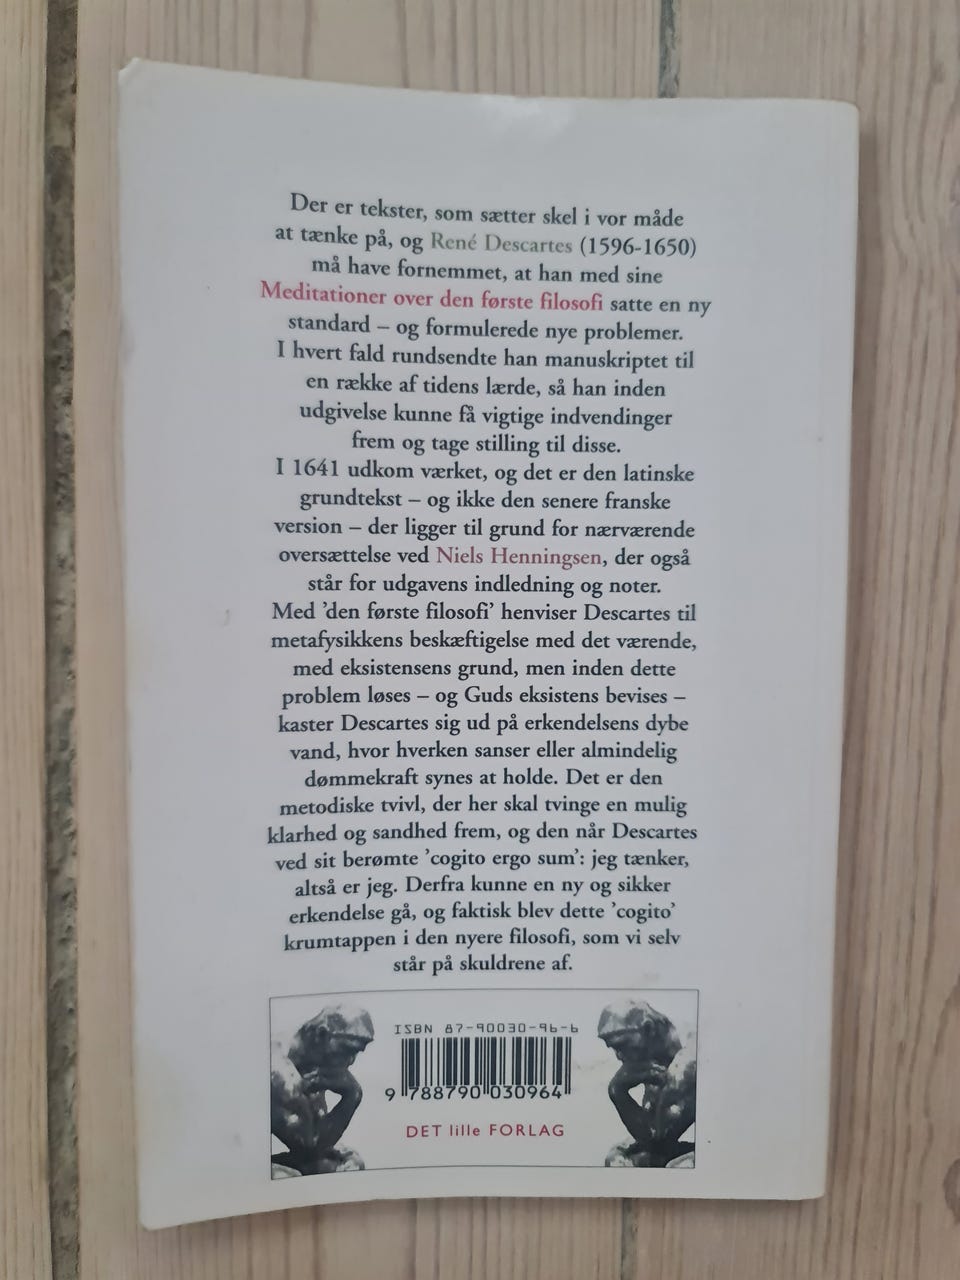 Der er tekster, som sætter skel i vor måde
at tænke på, og René Descartes (1596-1650)
må have fornemmet, at han med sine
Meditationer over den første filosofi satte en ny
standard – og formulerede nye problemer.
I hvert fald rundsendte han manuskriptet til
en række af tidens lærde, så han inden
udgivelse kunne få vigtige indvendinger
frem og tage stilling til disse.
I 1641 udkom værket, og det er den latinske
grundtekst – og ikke den senere franske
version – der ligger til grund for nærværende
oversættelse ved Niels Henningsen, der også
står for udgavens indledning og noter.
Med ’den første filosofi’ henviser Descartes til
metafysikkens beskæftigelse med det værende,
med eksistensens grund, men inden dette
problem løses – og Guds eksistens bevises –
kaster Descartes sig ud på erkendelsens dybe
vand, hvor hverken sanser eller almindelig
dømmekraft synes at holde. Det er den
metodiske tvivl, der her skal tvinge en mulig
klarhed og sandhed frem, og den når Descartes
ved sit berømte ’cogito ergo sum’: jeg tænker,
altså er jeg. Derfra kunne en ny og sikker
erkendelse gå, og faktisk blev dette ’cogito’
krumtappen i den nyere filosofi, som vi selv
står på skuldrene af.
ISBN 87-90030-96-6
9 788790 030964
DET lille FORLAG